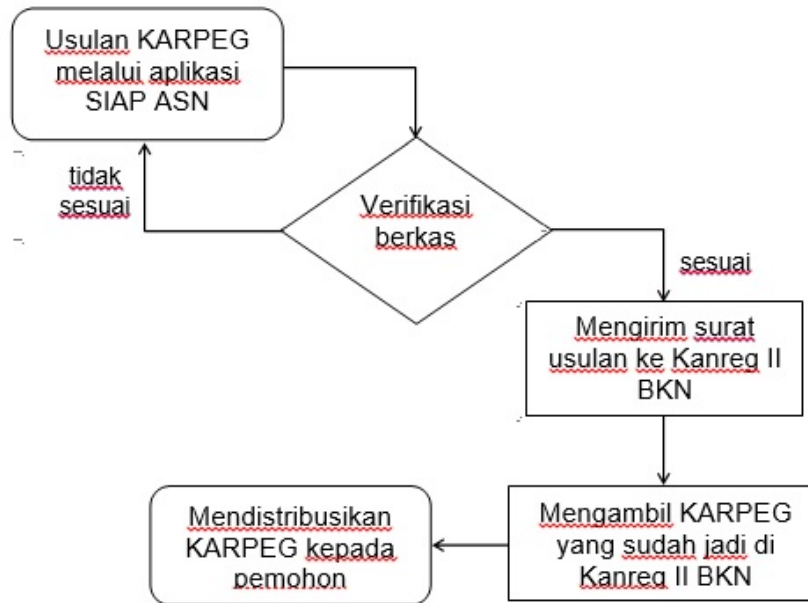 Usulan KARPEG
melalui aplikasi
SIAP ASN
tidak
sesuai
Verifikasi
berkas
sesuai
Mengirim surat
usulan ke Kanreg II
BKN
Mengambil KARPEG
yang sudah jadi di
Kanreg II BKN
Mendistribusikan
KARPEG kepada
pemohon